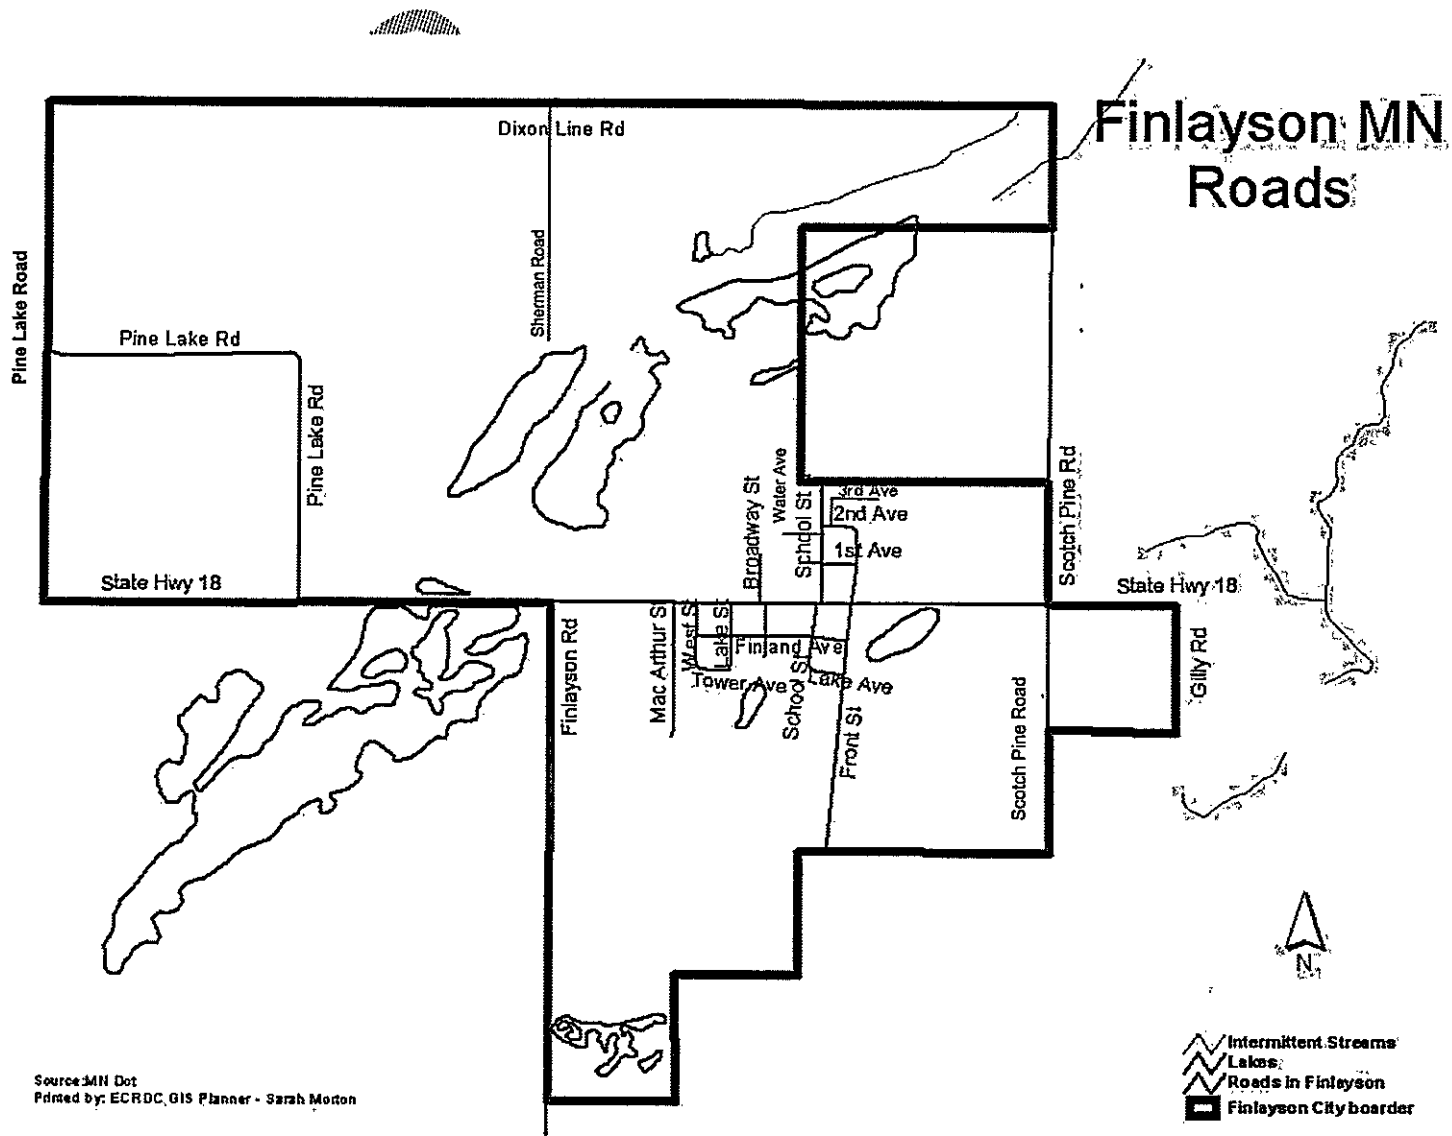 Finlayson MN
Roads
Dixon Line Rd
Sherman Road
Pine Lake Road
Pine Lake Rd
Pine Lake Rd
State Hwy 18
Broadway St
Water Ave
School St
3rd Ave
2nd Ave
1st Ave
Scotch Pine Rd
State Hwy 18
Gilly Rd
Finlayson Rd
Mac Arthur S
West S
Lake St
Finland Ave
Tower Ave
School St
Lake Ave
Front St
Scotch Pine Road
N
Intermittent Streams
Lakes
Roads in Finlayson
Finlayson City boarder
Source:MN Dot
Printed by: ECRDC, GIS Planner - Sarah Morton